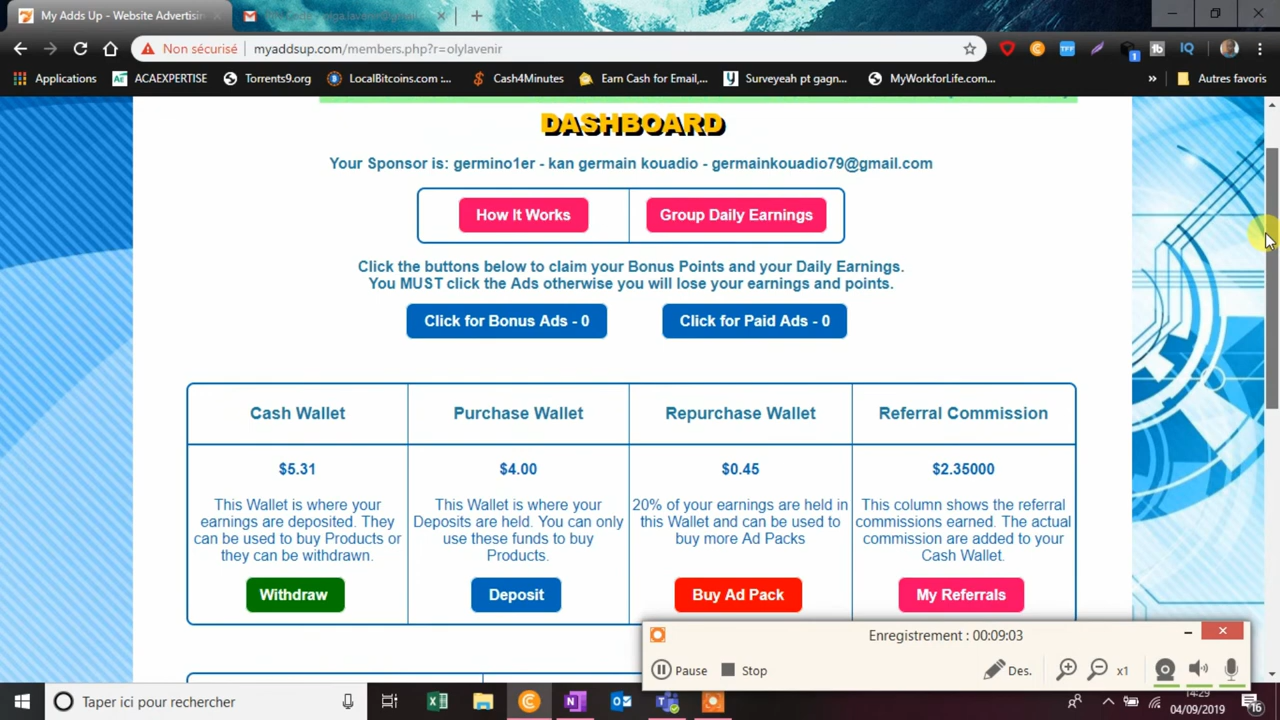 My Adds Up - Website Advertisin
Non sécurisé
myaddsup.com/members.php?r=olylavenir
Applications
ACAEXPERTISE
Torrents9.org
LocalBitcoins.com :...
Cash4Minutes
Earn Cash for Email,...
Surveyeah pt gagn...
MyWorkforLife.com...
»
Autres favoris
DASHBOARD
Your Sponsor is: germino1er - kan germain kouadio - germainkouadio79@gmail.com
How It Works
Group Daily Earnings
Click the buttons below to claim your Bonus Points and your Daily Earnings.
You MUST click the Ads otherwise you will lose your earnings and points.
Click for Bonus Ads - 0
Click for Paid Ads - 0
Cash Wallet
Purchase Wallet
Repurchase Wallet
Referral Commission
$5.31
$4.00
$0.45
$2.35000
This Wallet is where your
earnings are deposited. They
can be used to buy Products or
they can be withdrawn.
This Wallet is where your
Deposits are held. You can only
use these funds to buy
Products.
20% of your earnings are held in
this Wallet and can be used to
buy more Ad Packs
This column shows the referral
commissions earned. The actual
commission are added to your
Cash Wallet.
Withdraw
Deposit
Buy Ad Pack
My Referrals
Enregistrement : 00:09:03
Pause
Stop
Des.
x1
Taper ici pour rechercher
14:29
04/09/2019
16